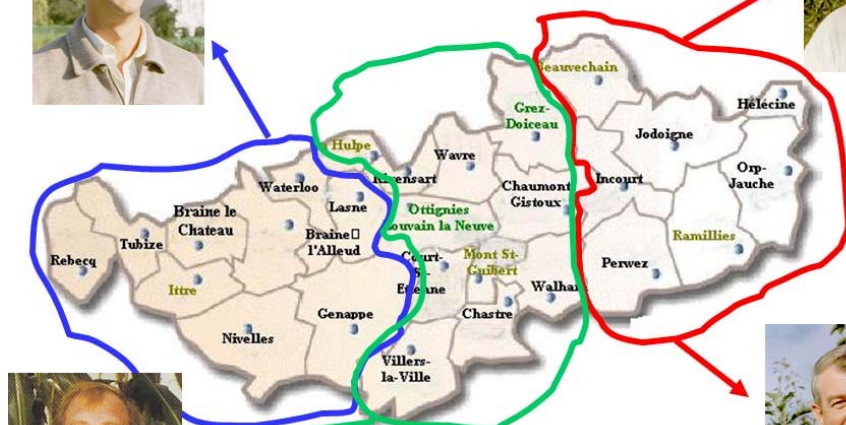 Beauvechain
Hélécine
Grez-
Doiceau
Jodoigne
La Hulpe
Wavre
Rixensart
Orp-
Jauche
Waterloo
Chaumont
Gistoux
Incourt
Lasne
Braine le
Chateau
Ottignies
Louvain la Neuve
Tubize
Braine
l'Alleud
Ramillies
Rebecq
Court-
St-
Etienne
Mont St-
Guibert
Perwez
Ittre
Walhain
Genappe
Chastre
Nivelles
Villers-
la-Ville